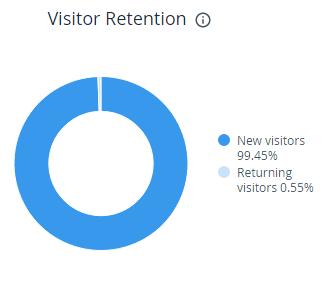 Visitor Retention
New visitors
99.45%
Returning
visitors 0.55%